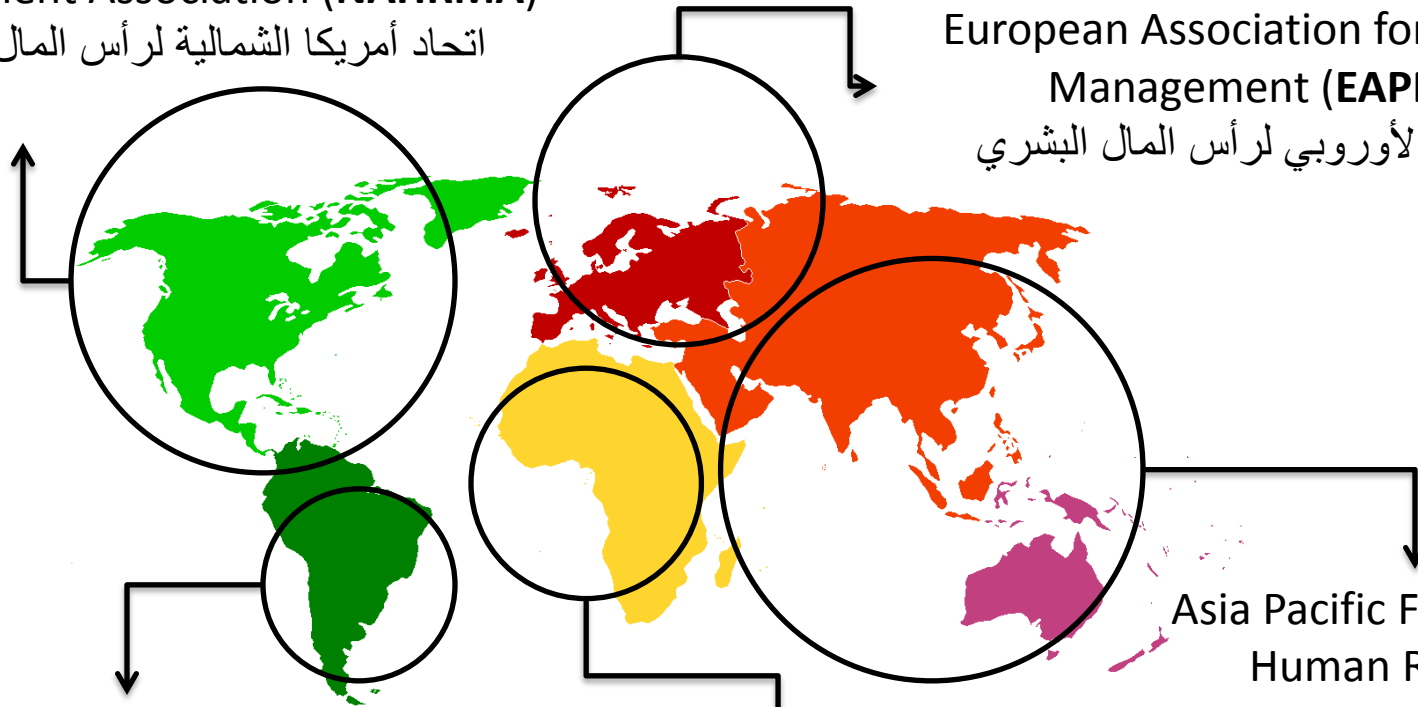 ent Association (NAHRMA)
اتحاد أمريكا الشمالية لرأس المال
European Association for
Management (EAP
لأوروبي لرأس المال البشري
Asia Pacific F
Human R